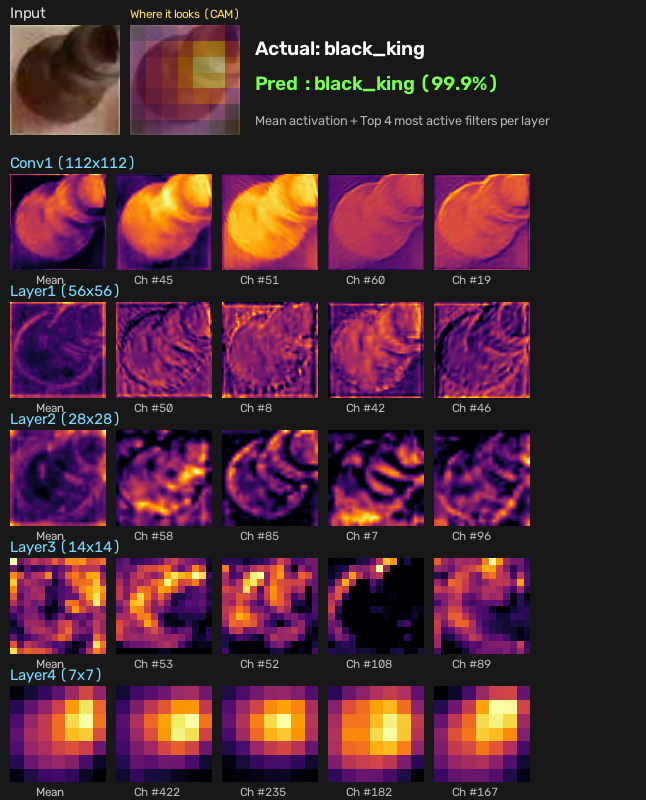 Input
Where it looks (CAM)
Actual: black_king
Pred : black_king (99.9%)
Mean activation + Top 4 most active filters per layer
Conv1 (112x112)
Mean Ch #45 Ch #51 Ch #60 Ch #19
Layer1 (56x56)
Mean Ch #50 Ch #8 Ch #42 Ch #46
Layer2 (28x28)
Mean Ch #58 Ch #85 Ch #7 Ch #96
Layer3 (14x14)
Mean Ch #53 Ch #52 Ch #108 Ch #89
Layer4 (7x7)
Mean Ch #422 Ch #235 Ch #182 Ch #167